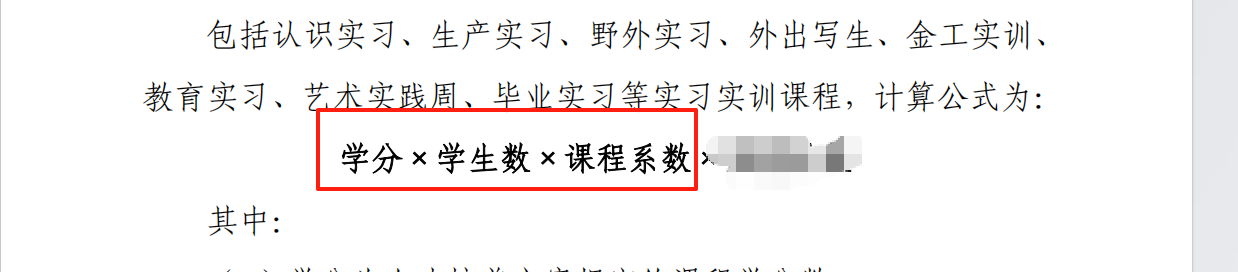 包括认识实习、生产实习、野外实习、外出写生、金工实训、
教育实习、艺术实践周、毕业实习等实习实训课程，计算公式为：
学分×学生数×课程系数×
其中：